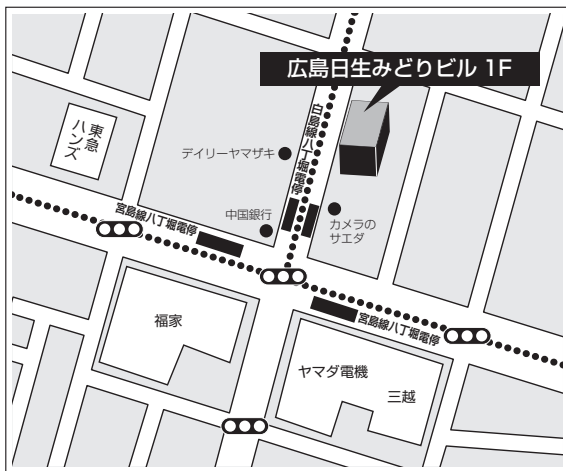 広島日生みどりビル 1F
東急
ハンズ
白島線八丁堀電停
デイリーヤマザキ
中国銀行
カメラの
サエダ
宮島線八丁堀電停
宮島線八丁堀電停
福家
ヤマダ電機
三越